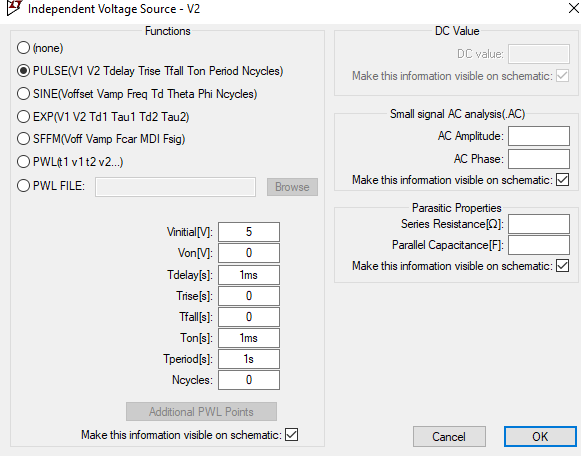 Independent Voltage Source - V2
Functions
(none)
PULSE(V1 V2 Tdelay Trise Tfall Ton Period Ncycles)
SINE(Voffset Vamp Freq Td Theta Phi Ncycles)
EXP(V1 V2 Td1 Tau1 Td2 Tau2)
SFFM(Voff Vamp Fcar MDI Fsig)
PWL(t1 v1 t2 v2...)
PWL FILE:
Browse
Vinitial[V]: 5
Von[V]: 0
Tdelay[s]: 1ms
Trise[s]: 0
Tfall[s]: 0
Ton[s]: 1ms
Tperiod[s]: 1s
Ncycles: 0
Additional PWL Points
Make this information visible on schematic:
DC Value
DC value:
Make this information visible on schematic:
Small signal AC analysis(.AC)
AC Amplitude:
AC Phase:
Make this information visible on schematic:
Parasitic Properties
Series Resistance[Ω]:
Parallel Capacitance[F]:
Make this information visible on schematic:
Cancel
OK